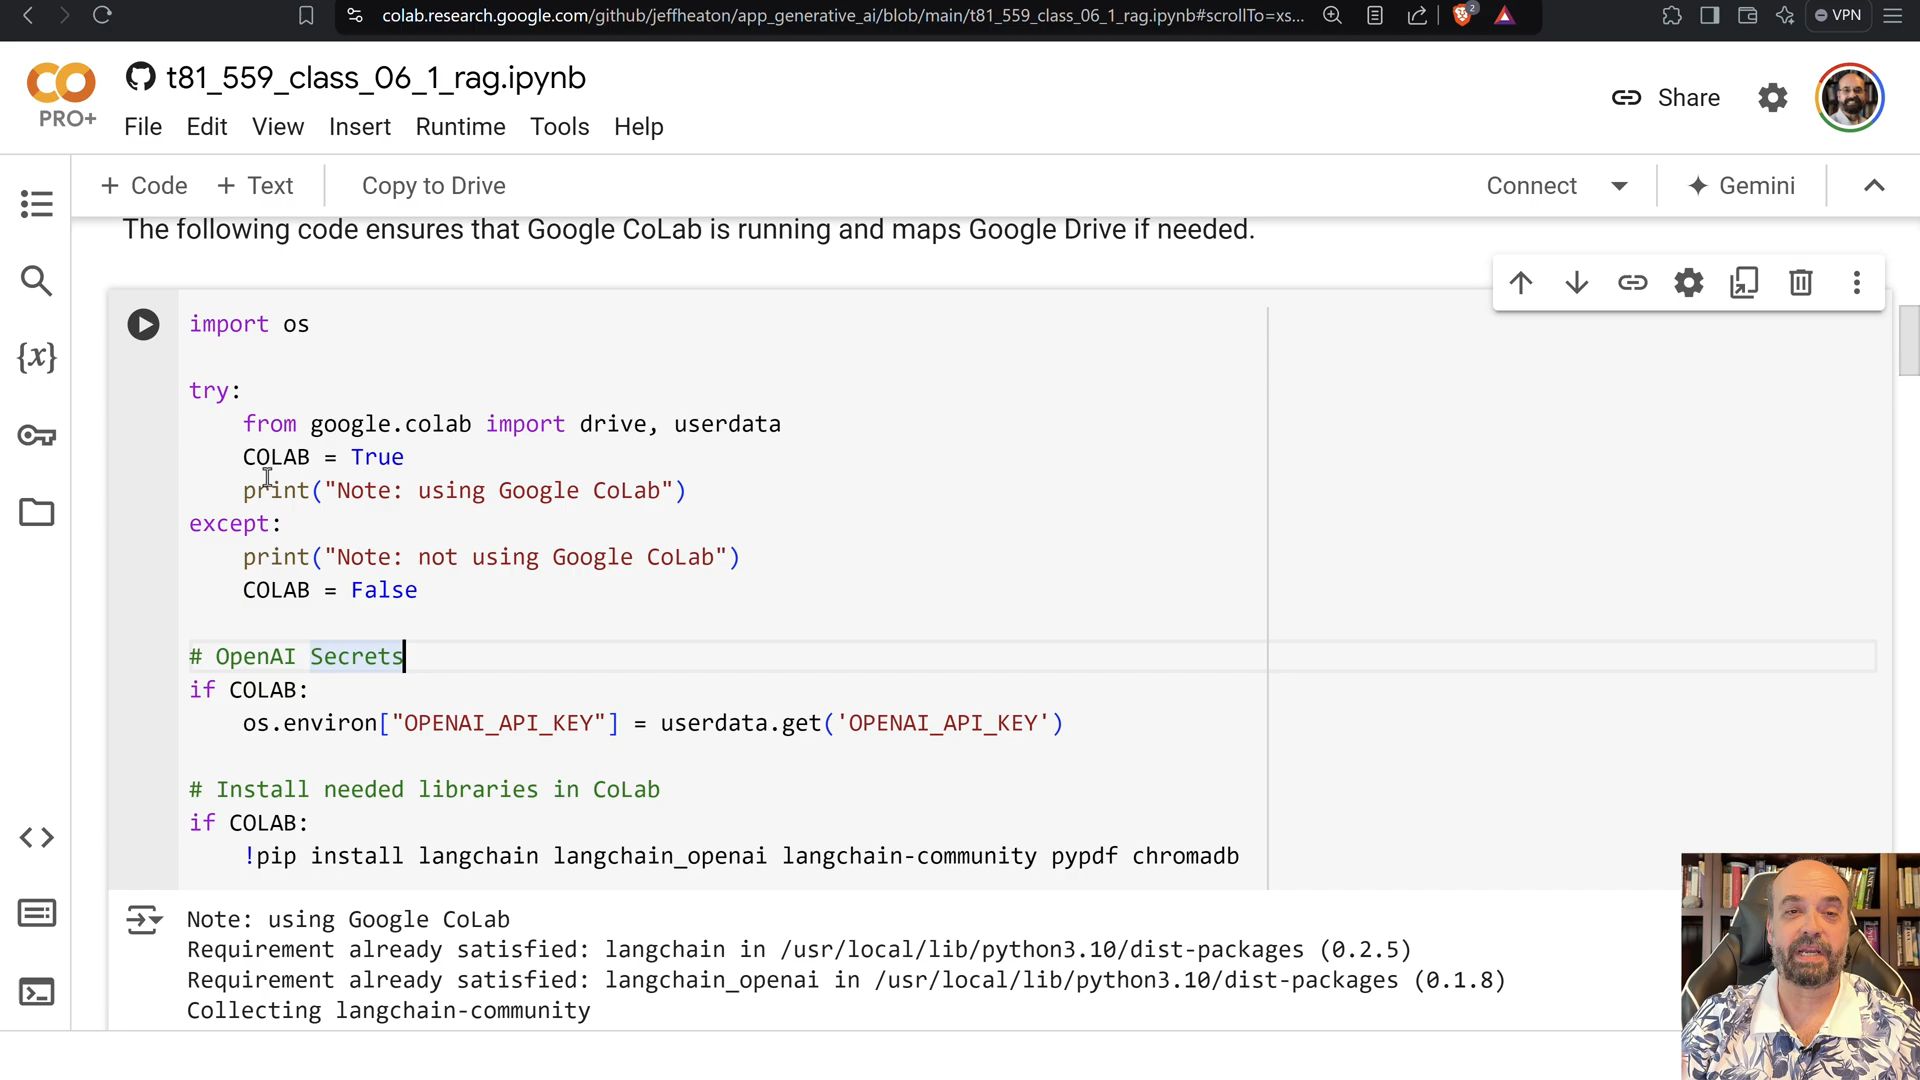 colab.research.google.com/github/jeffheaton/app_generative_ai/blob/main/t81_559_class_06_1_rag.ipynb#scrollTo=xs...
2
VPN
CO
PRO+
t81_559_class_06_1_rag.ipynb
Share
File Edit View Insert Runtime Tools Help
+ Code + Text Copy to Drive
Connect Gemini
The following code ensures that Google CoLab is running and maps Google Drive if needed.
{x}
import os
try:
from google.colab import drive, userdata
COLAB = True
print("Note: using Google CoLab")
except:
print("Note: not using Google CoLab")
COLAB = False
# OpenAI Secrets
if COLAB:
os.environ["OPENAI_API_KEY"] = userdata.get('OPENAI_API_KEY')
# Install needed libraries in CoLab
if COLAB:
!pip install langchain langchain_openai langchain-community pypdf chromadb
Note: using Google CoLab
Requirement already satisfied: langchain in /usr/local/lib/python3.10/dist-packages (0.2.5)
Requirement already satisfied: langchain_openai in /usr/local/lib/python3.10/dist-packages (0.1.8)
Collecting langchain-community